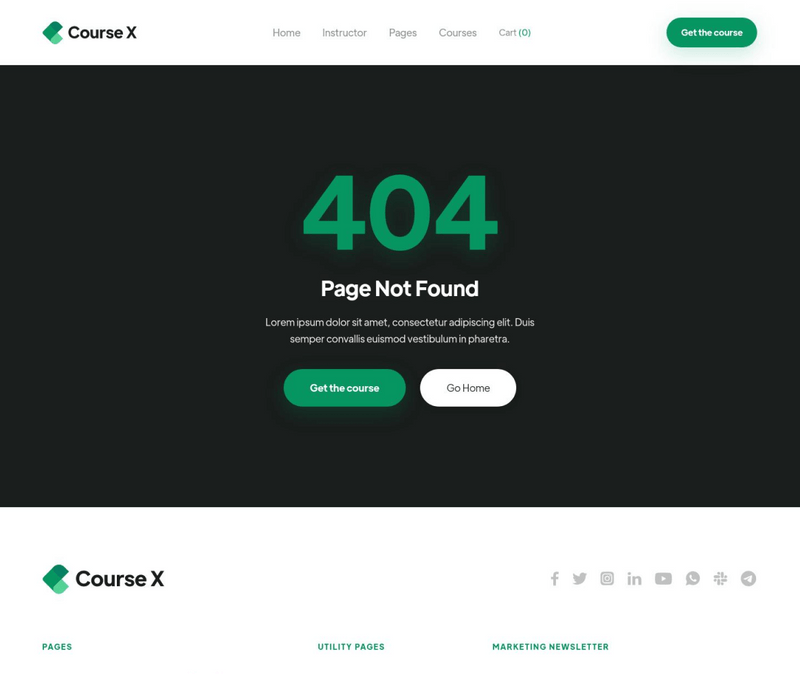 Course X
Home Instructor Pages Courses Cart (0)
Get the course
404
Page Not Found
Lorem ipsum dolor sit amet, consectetur adipiscing elit. Duis
semper convallis euismod vestibulum in pharetra.
Get the course Go Home
Course X
PAGES UTILITY PAGES MARKETING NEWSLETTER